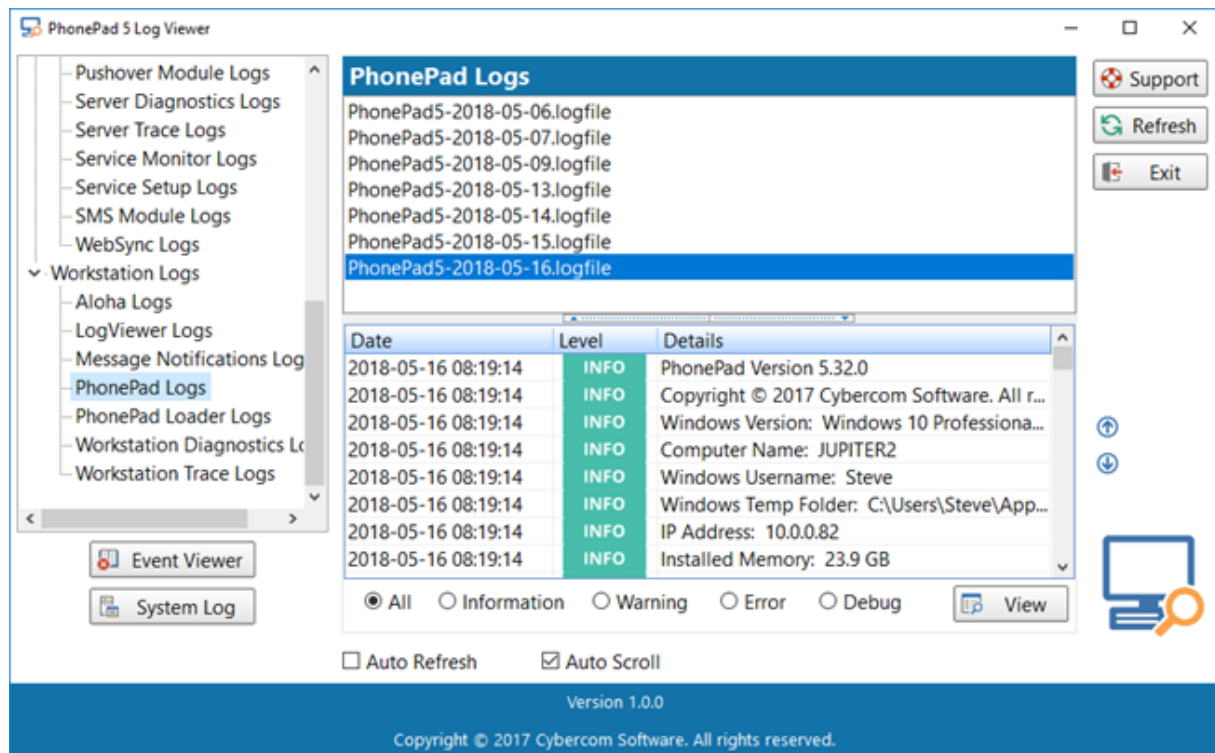 PhonePad 5 Log Viewer
Pushover Module Logs
Server Diagnostics Logs
Server Trace Logs
Service Monitor Logs
Service Setup Logs
SMS Module Logs
WebSync Logs
Workstation Logs
Aloha Logs
LogViewer Logs
Message Notifications Log
PhonePad Logs
PhonePad Loader Logs
Workstation Diagnostics Lo
Workstation Trace Logs
Event Viewer
System Log
PhonePad Logs
PhonePad5-2018-05-06.logfile
PhonePad5-2018-05-07.logfile
PhonePad5-2018-05-09.logfile
PhonePad5-2018-05-13.logfile
PhonePad5-2018-05-14.logfile
PhonePad5-2018-05-15.logfile
PhonePad5-2018-05-16.logfile
Date Level Details
2018-05-16 08:19:14 INFO PhonePad Version 5.32.0
2018-05-16 08:19:14 INFO Copyright © 2017 Cybercom Software. All r...
2018-05-16 08:19:14 INFO Windows Version: Windows 10 Professiona...
2018-05-16 08:19:14 INFO Computer Name: JUPITER2
2018-05-16 08:19:14 INFO Windows Username: Steve
2018-05-16 08:19:14 INFO Windows Temp Folder: C:\Users\Steve\App...
2018-05-16 08:19:14 INFO IP Address: 10.0.0.82
2018-05-16 08:19:14 INFO Installed Memory: 23.9 GB
All Information Warning Error Debug View
Auto Refresh Auto Scroll
Support
Refresh
Exit
Version 1.0.0
Copyright © 2017 Cybercom Software. All rights reserved.